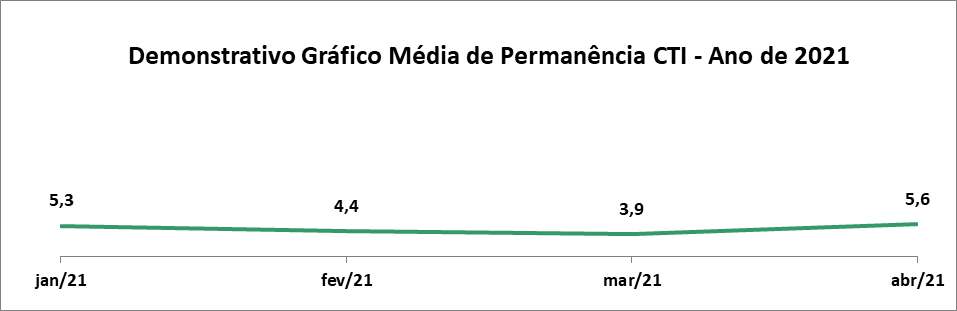 Demonstrativo Gráfico Média de Permanência CTI - Ano de 2021
5,3
4,4
3,9
5,6
jan/21
fev/21
mar/21
abr/21